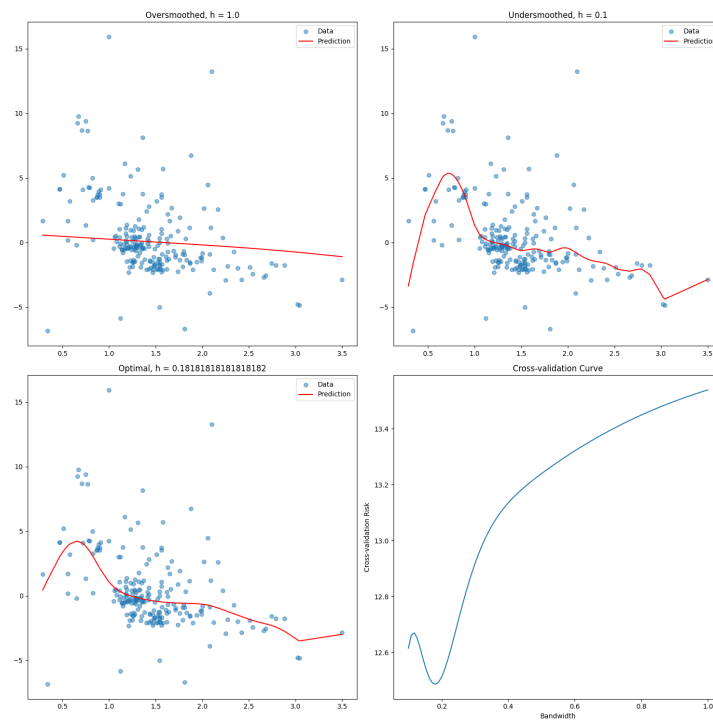 Oversmoothed, h = 1.0
Data
Prediction
15
10
5
0
−5
0.5 1.0 1.5 2.0 2.5 3.0 3.5
Undersmoothed, h = 0.1
Data
Prediction
15
10
5
0
−5
0.5 1.0 1.5 2.0 2.5 3.0 3.5
Optimal, h = 0.18181818181818182
Data
Prediction
15
10
5
0
−5
0.5 1.0 1.5 2.0 2.5 3.0 3.5
Cross-validation Curve
Cross-validation Risk
13.4
13.2
13.0
12.8
12.6
0.2 0.4 0.6 0.8 1.0
Bandwidth